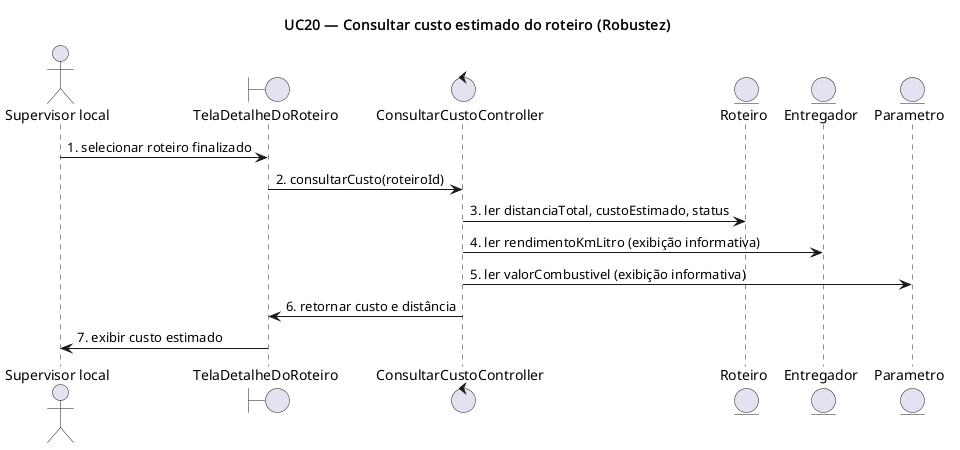 UC20 — Consultar custo estimado do roteiro (Robustez)
Supervisor local
TelaDetalheDoRoteiro
ConsultarCustoController
Roteiro
Entregador
Parametro
1. selecionar roteiro finalizado
2. consultarCusto(roteiroId)
3. ler distanciaTotal, custoEstimado, status
4. ler rendimentoKmLitro (exibição informativa)
5. ler valorCombustivel (exibição informativa)
6. retornar custo e distância
7. exibir custo estimado
Supervisor local
TelaDetalheDoRoteiro
ConsultarCustoController
Roteiro
Entregador
Parametro